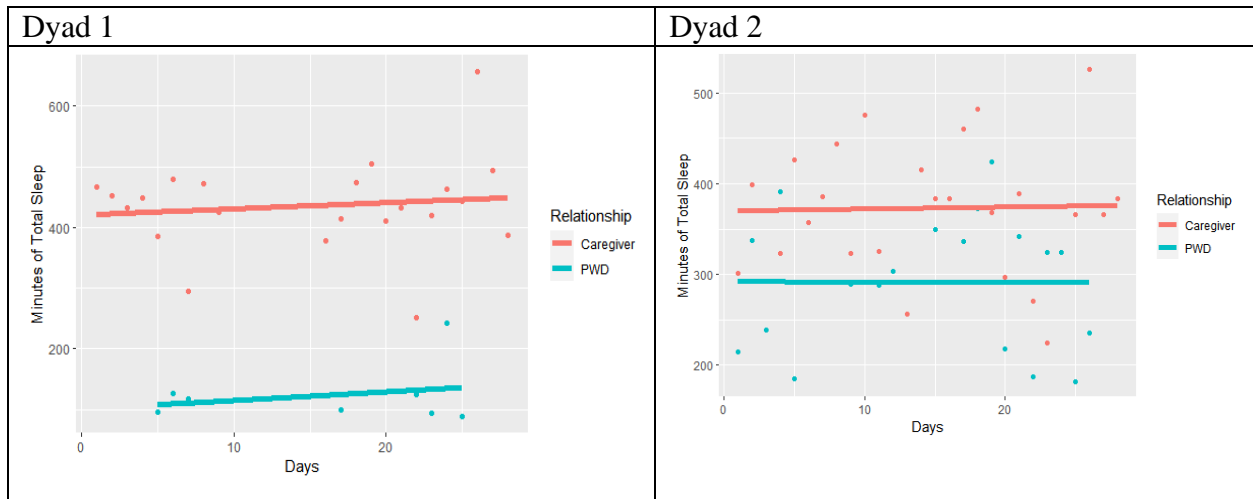 Dyad 1
Minutes of Total Sleep
600
400
200
0
10
20
Days
Relationship
Caregiver
PWD
Dyad 2
Minutes of Total Sleep
500
400
300
200
0
10
20
Days
Relationship
Caregiver
PWD